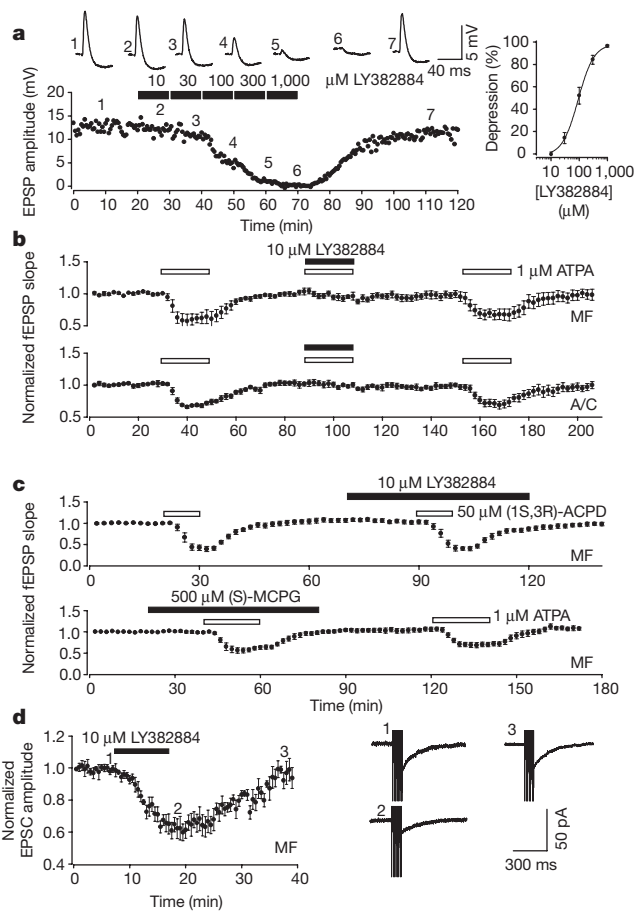 a
1
2
3
4
5
6
7
5 mV
40 ms
10 30 100 300 1,000 μM LY382884
EPSP amplitude (mV)
20
15
10
5
0
1
2
3
4
5
6
7
0 10 20 30 40 50 60 70 80 90 100 110 120
Time (min)
Depression (%)
100
80
60
40
20
0
10 100 1,000
[LY382884]
(μM)
b
Normalized fEPSP slope
10 μM LY382884
1.5
1.0
0.5
1 μM ATPA
MF
1.5
1.0
0.5
A/C
0 20 40 60 80 100 120 140 160 180 200
c
Normalized fEPSP slope
10 μM LY382884
1.5
1.0
0.5
0.0
50 μM (1S,3R)-ACPD
MF
0 30 60 90 120
500 μM (S)-MCPG
1.5
1.0
0.5
0.0
1 μM ATPA
MF
0 30 60 90 120 150 180
Time (min)
d
Normalized
EPSC amplitude
1.2
1.0
0.8
0.6
0.4
10 μM LY382884
1
2
3
MF
0 10 20 30 40
Time (min)
1
3
2
50 pA
300 ms